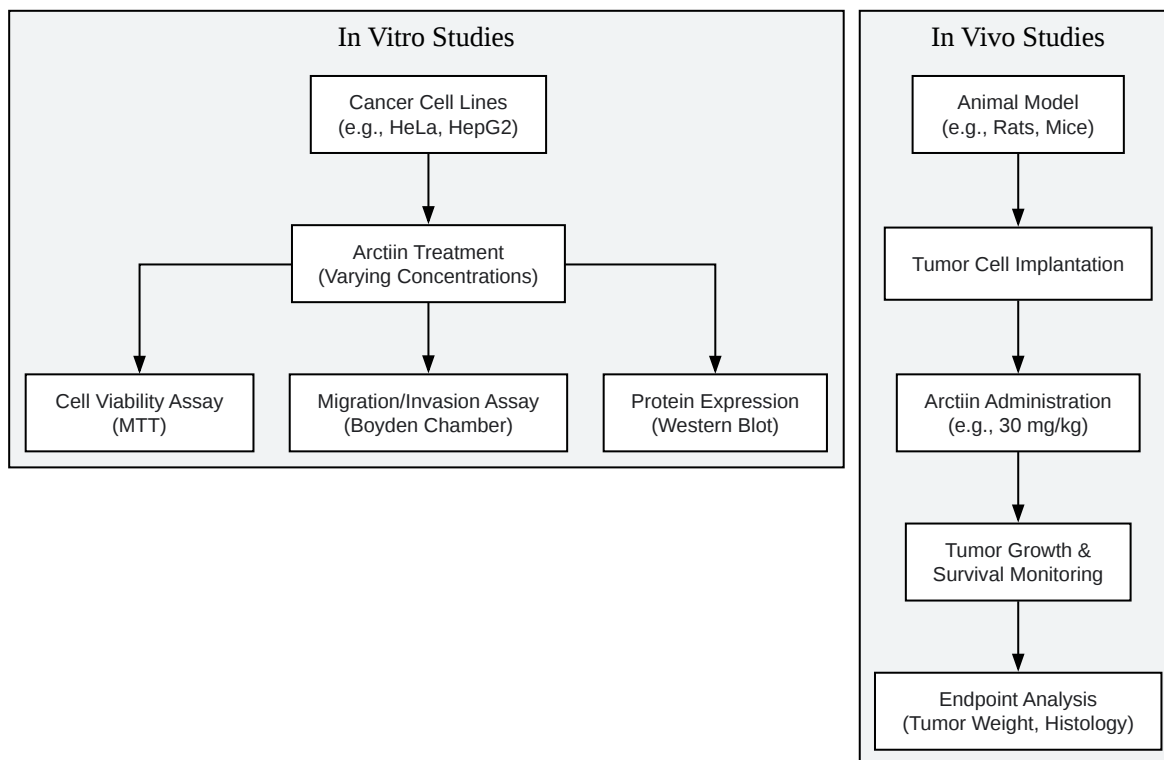 In Vitro Studies
Cancer Cell Lines
(e.g., HeLa, HepG2)
Arctiin Treatment
(Varying Concentrations)
Cell Viability Assay
(MTT)
Migration/Invasion Assay
(Boyden Chamber)
Protein Expression
(Western Blot)
In Vivo Studies
Animal Model
(e.g., Rats, Mice)
Tumor Cell Implantation
Arctiin Administration
(e.g., 30 mg/kg)
Tumor Growth &
Survival Monitoring
Endpoint Analysis
(Tumor Weight, Histology)